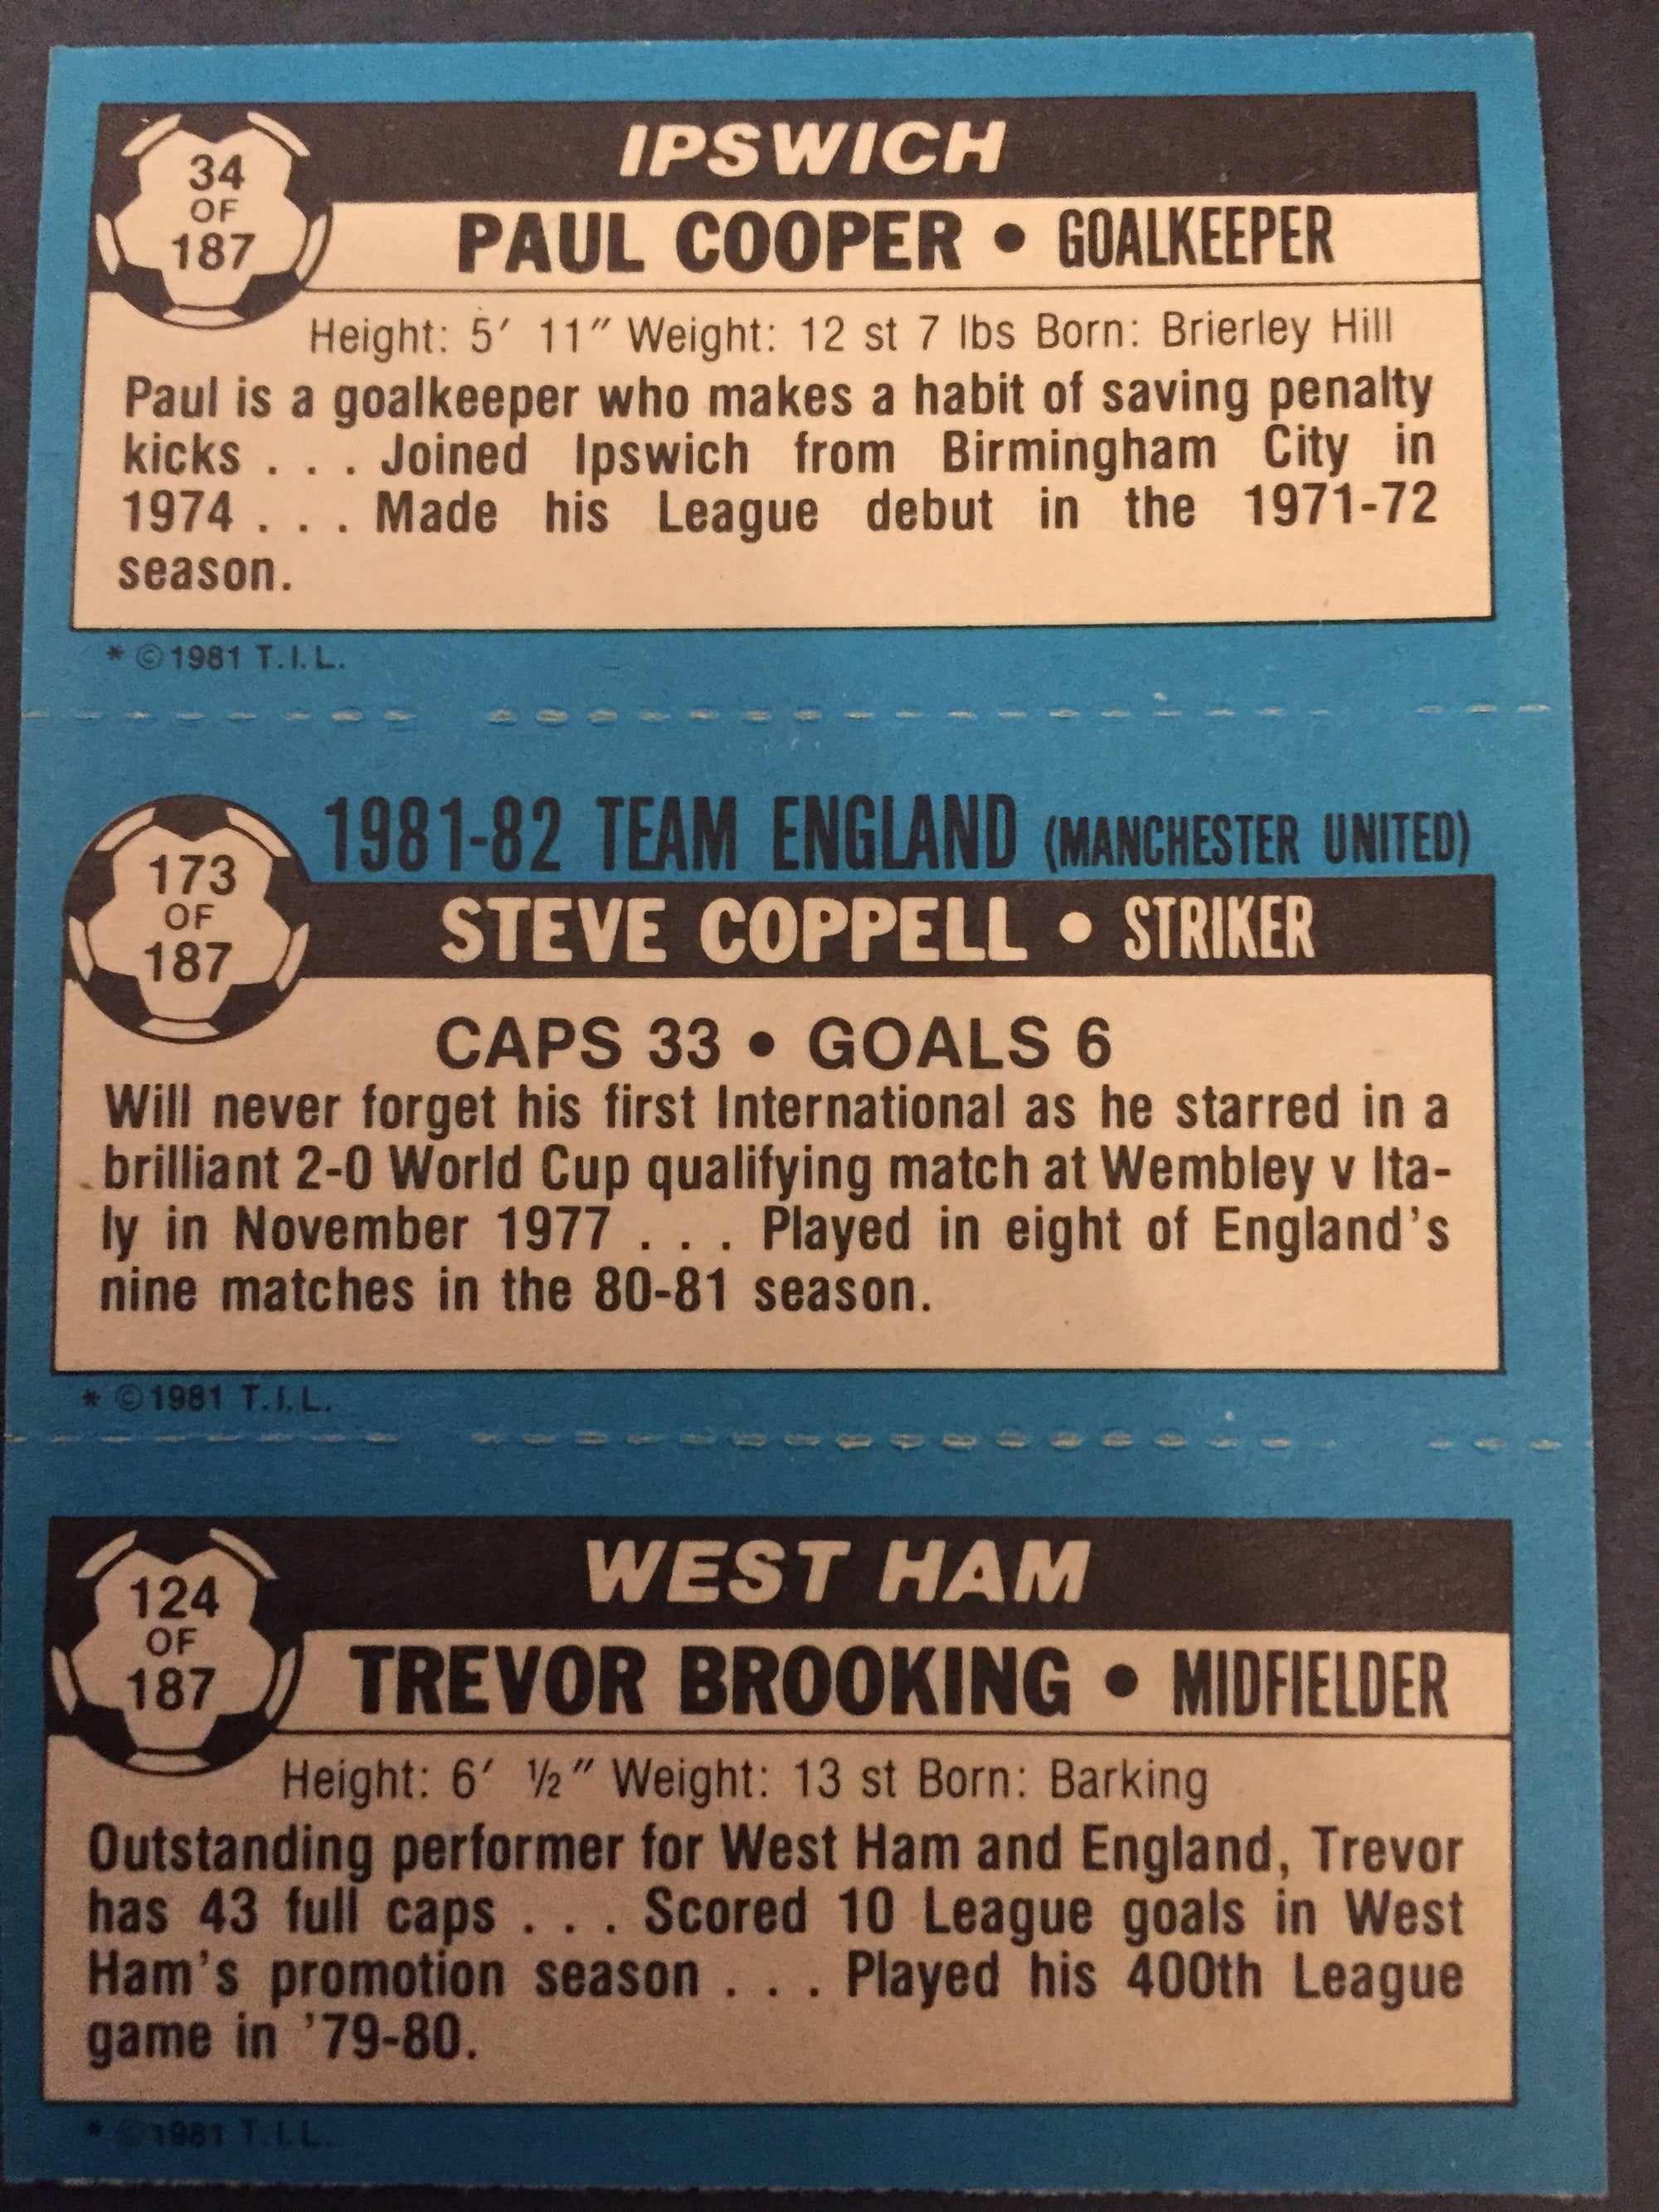 34
OF
187
IPSWICH
PAUL COOPER • GOALKEEPER
Height: 5′ 11″ Weight: 12 st 7 lbs Born: Brierley Hill
Paul is a goalkeeper who makes a habit of saving penalty
kicks . . . Joined Ipswich from Birmingham City in
1974 . . . Made his League debut in the 1971-72
season.
* ©1981 T.I.L.
1981-82 TEAM ENGLAND (MANCHESTER UNITED)
173
OF
187
STEVE COPPELL • STRIKER
CAPS 33 • GOALS 6
Will never forget his first International as he starred in a
brilliant 2-0 World Cup qualifying match at Wembley v Ita-
ly in November 1977 . . . Played in eight of England's
nine matches in the 80-81 season.
* ©1981 T.I.L.
124
OF
187
WEST HAM
TREVOR BROOKING • MIDFIELDER
Height: 6′ ½″ Weight: 13 st Born: Barking
Outstanding performer for West Ham and England, Trevor
has 43 full caps . . . Scored 10 League goals in West
Ham's promotion season . . . Played his 400th League
game in '79-80.
* ©1981 T.I.L.